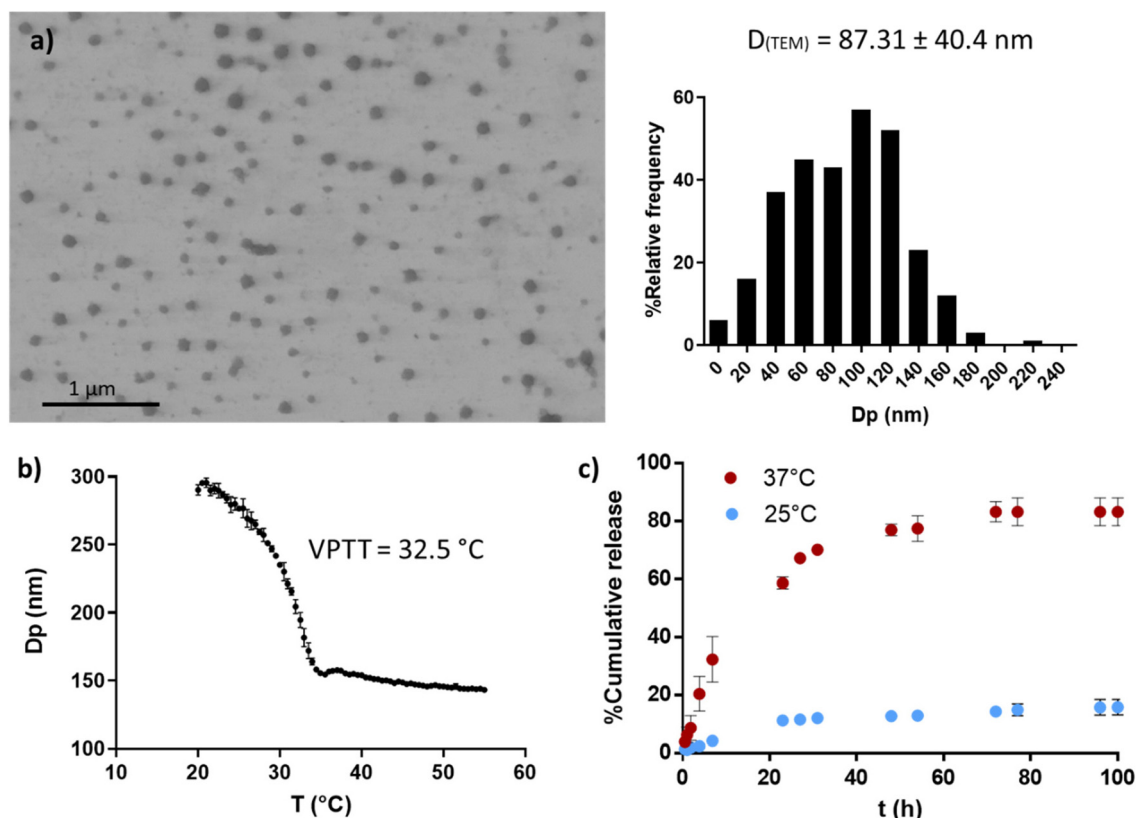 a)
1 µm
D(TEM) = 87.31 ± 40.4 nm
%Relative frequency
60
40
20
0
0 20 40 60 80 100 120 140 160 180 200 220 240
Dp (nm)
b)
Dp (nm)
300
250
200
150
100
VPTT = 32.5 °C
10 20 30 40 50 60
T (°C)
c)
%Cumulative release
100
80
60
40
20
0
37°C
25°C
0 20 40 60 80 100
t (h)